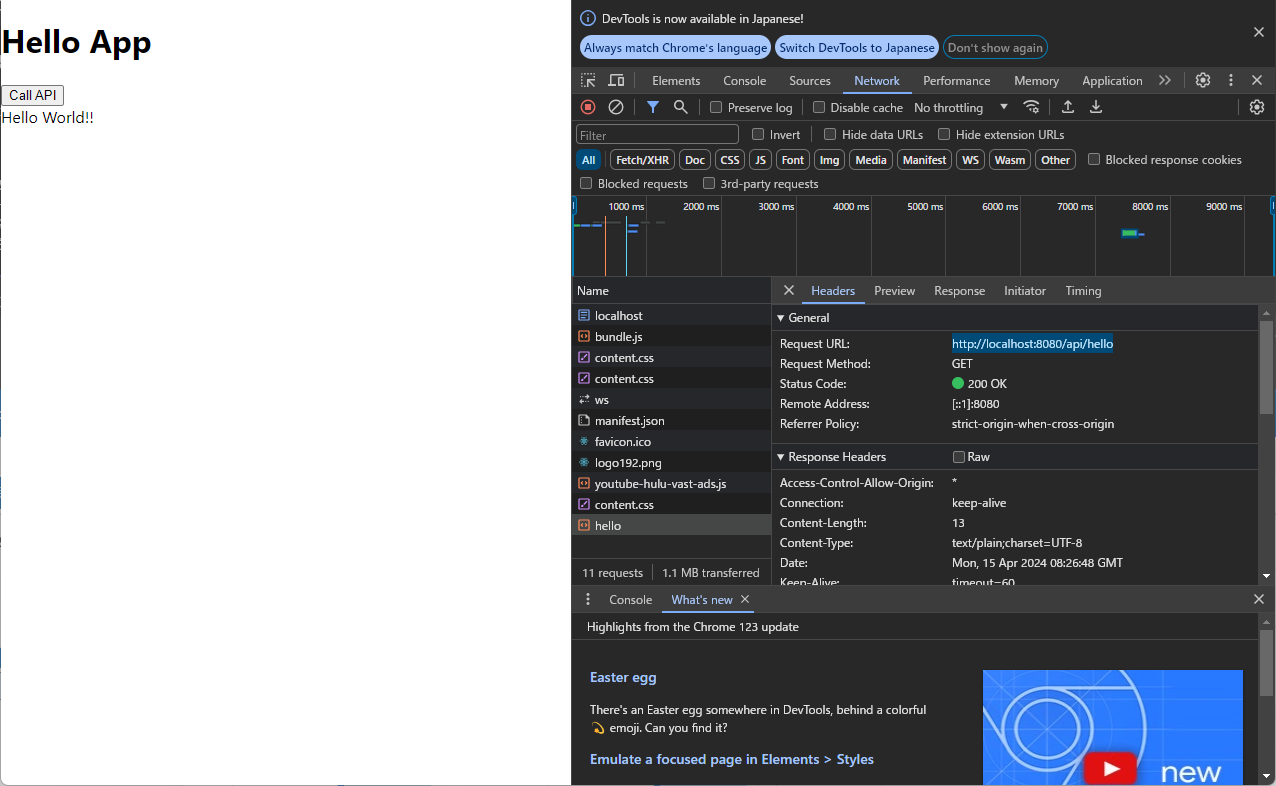 Hello App
Call API
Hello World!!
DevTools is now available in Japanese!
Always match Chrome's language
Switch DevTools to Japanese
Don't show again
Elements Console Sources Network Performance Memory Application
Preserve log Disable cache No throttling
Filter Invert Hide data URLs Hide extension URLs
All Fetch/XHR Doc CSS JS Font Img Media Manifest WS Wasm Other Blocked response cookies
Blocked requests 3rd-party requests
1000 ms 2000 ms 3000 ms 4000 ms 5000 ms 6000 ms 7000 ms 8000 ms 9000 ms
Name
localhost
bundle.js
content.css
content.css
ws
manifest.json
favicon.ico
logo192.png
youtube-hulu-vast-ads.js
content.css
hello
11 requests 1.1 MB transferred
Headers Preview Response Initiator Timing
General
Request URL: http://localhost:8080/api/hello
Request Method: GET
Status Code: 200 OK
Remote Address: [::1]:8080
Referrer Policy: strict-origin-when-cross-origin
Response Headers Raw
Access-Control-Allow-Origin: *
Connection: keep-alive
Content-Length: 13
Content-Type: text/plain;charset=UTF-8
Date: Mon, 15 Apr 2024 08:26:48 GMT
Keep-Alive: timeout=60
Console What's new
Highlights from the Chrome 123 update
Easter egg
There's an Easter egg somewhere in DevTools, behind a colorful
💫 emoji. Can you find it?
Emulate a focused page in Elements > Styles
new